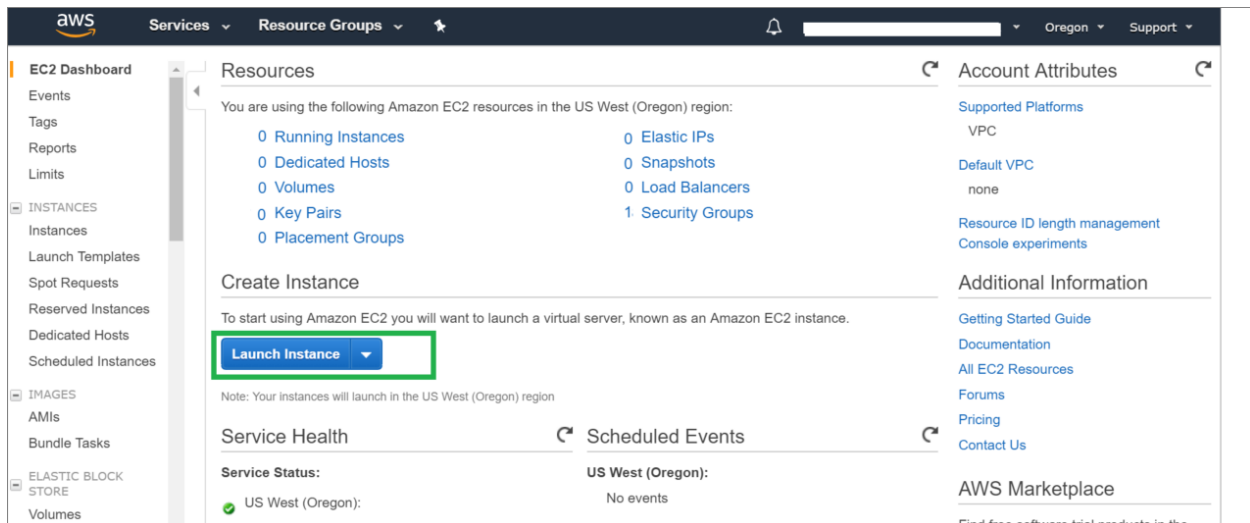 aws Services Resource Groups Oregon Support
EC2 Dashboard
Events
Tags
Reports
Limits
INSTANCES
Instances
Launch Templates
Spot Requests
Reserved Instances
Dedicated Hosts
Scheduled Instances
IMAGES
AMIs
Bundle Tasks
ELASTIC BLOCK
STORE
Volumes
Resources
You are using the following Amazon EC2 resources in the US West (Oregon) region:
0 Running Instances
0 Dedicated Hosts
0 Volumes
0 Key Pairs
0 Placement Groups
0 Elastic IPs
0 Snapshots
0 Load Balancers
1 Security Groups
Create Instance
To start using Amazon EC2 you will want to launch a virtual server, known as an Amazon EC2 instance.
Launch Instance
Note: Your instances will launch in the US West (Oregon) region
Service Health
Service Status:
US West (Oregon):
Scheduled Events
US West (Oregon):
No events
Account Attributes
Supported Platforms
VPC
Default VPC
none
Resource ID length management
Console experiments
Additional Information
Getting Started Guide
Documentation
All EC2 Resources
Forums
Pricing
Contact Us
AWS Marketplace
Find free software trial products in the